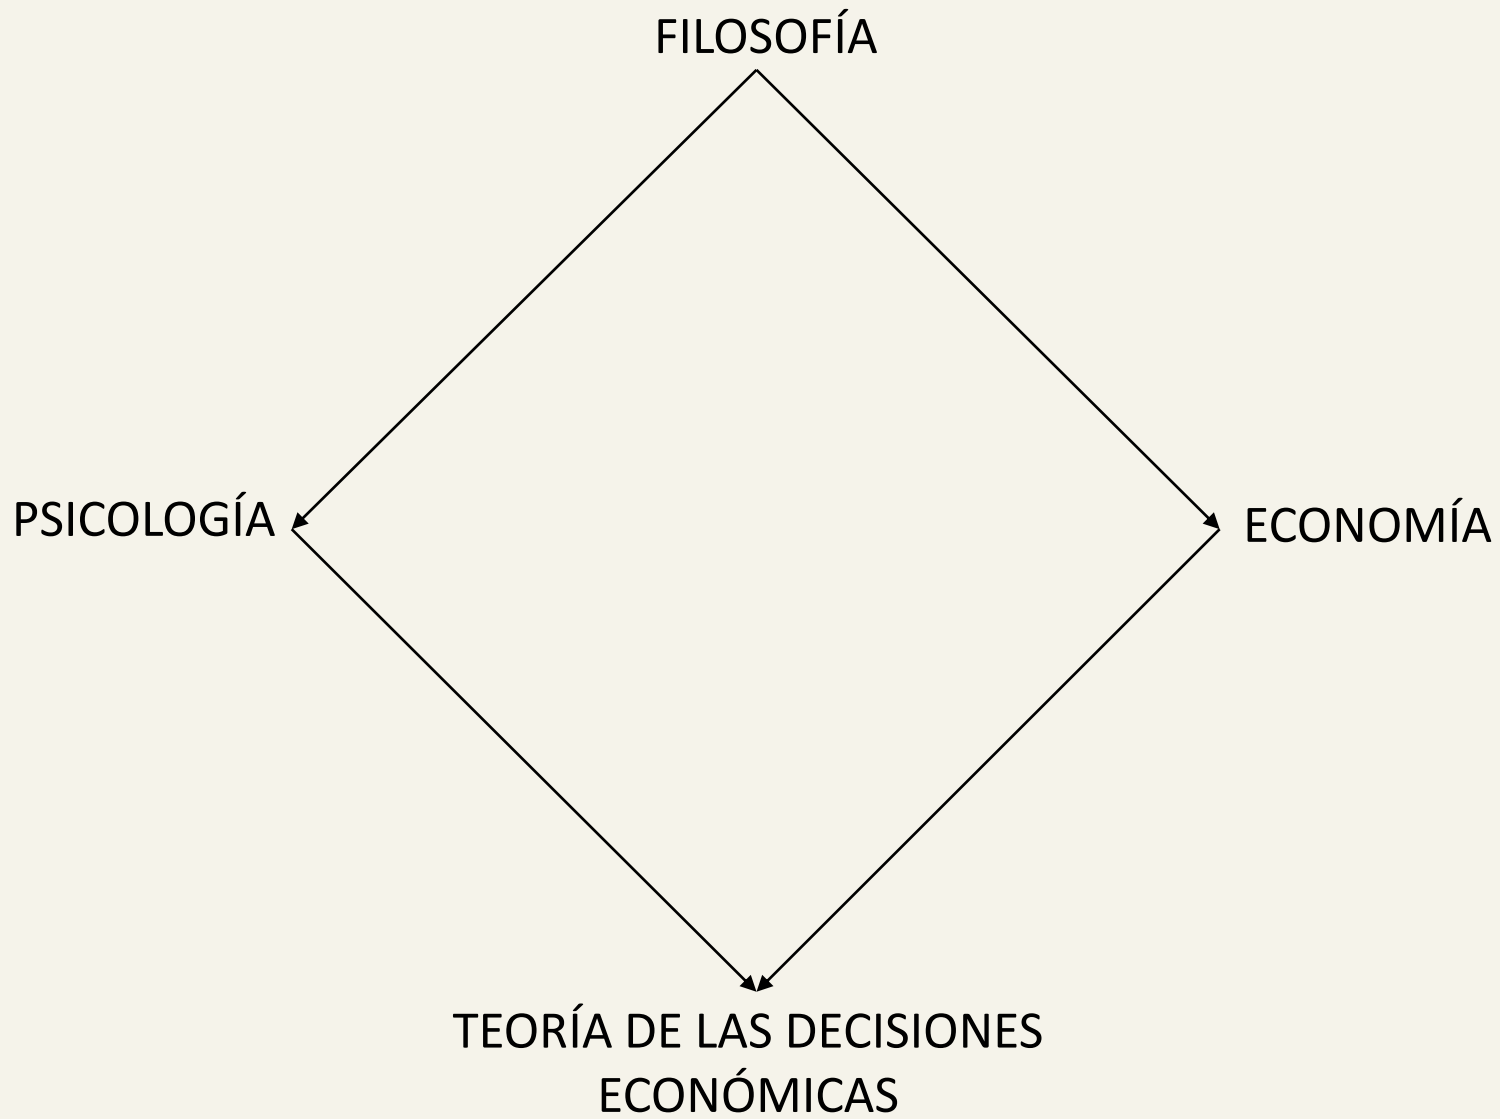 FILOSOFÍA
PSICOLOGÍA
ECONOMÍA
TEORÍA DE LAS DECISIONES
ECONÓMICAS